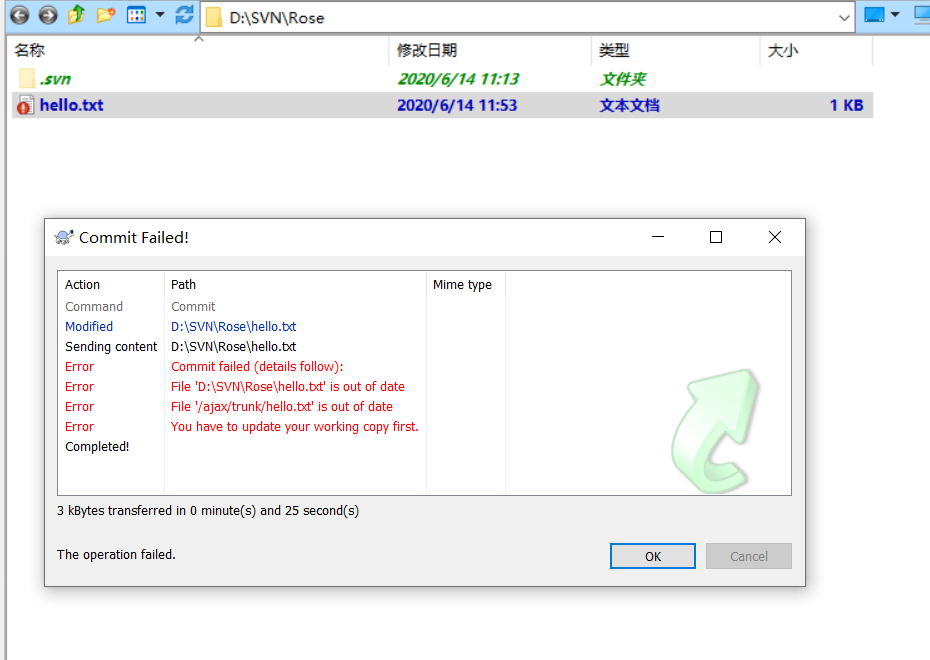 D:\SVN\Rose
名称 修改日期 类型 大小
.svn 2020/6/14 11:13 文件夹
hello.txt 2020/6/14 11:53 文本文档 1 KB
Commit Failed!
Action Path Mime type
Command Commit
Modified D:\SVN\Rose\hello.txt
Sending content D:\SVN\Rose\hello.txt
Error Commit failed (details follow):
Error File 'D:\SVN\Rose\hello.txt' is out of date
Error File '/ajax/trunk/hello.txt' is out of date
Error You have to update your working copy first.
Completed!
3 kBytes transferred in 0 minute(s) and 25 second(s)
The operation failed.
OK Cancel